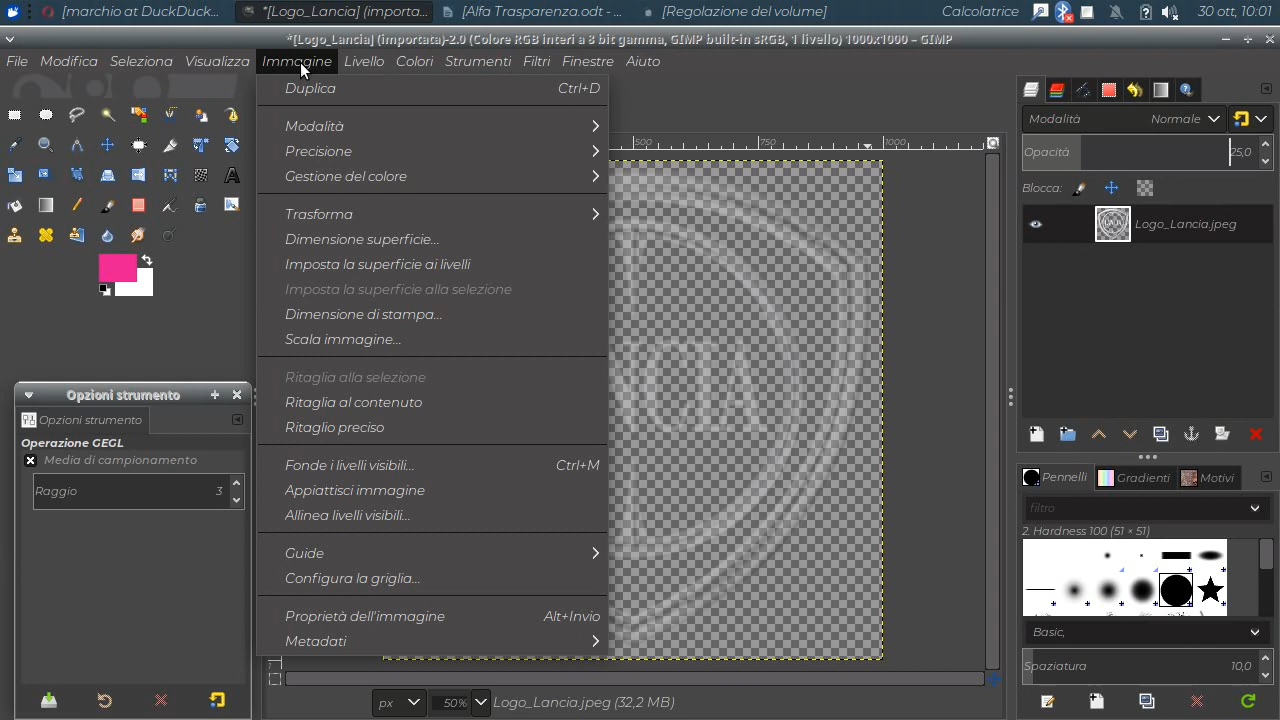 [marchio at DuckDuck...
*[Logo_Lancia] (importa...
[Alfa Trasparenza.odt - ...
[Regolazione del volume]
Calcolatrice
30 ott, 10:01
*[Logo_Lancia] (importata)-2.0 (Colore RGB interi a 8 bit gamma, GIMP built-in sRGB, 1 livello) 1000x1000 – GIMP
File Modifica Seleziona Visualizza Immagine Livello Colori Strumenti Filtri Finestre Aiuto
Duplica Ctrl+D
Modalità
Precisione
Gestione del colore
Trasforma
Dimensione superficie...
Imposta la superficie ai livelli
Imposta la superficie alla selezione
Dimensione di stampa...
Scala immagine...
Ritaglia alla selezione
Ritaglia al contenuto
Ritaglio preciso
Fonde i livelli visibili... Ctrl+M
Appiattisci immagine
Allinea livelli visibili...
Guide
Configura la griglia...
Proprietà dell'immagine Alt+Invio
Metadati
Opzioni strumento
Opzioni strumento
Operazione GEGL
Media di campionamento
Raggio 3
500 750 1000
px 50% Logo_Lancia.jpeg (32,2 MB)
Modalità Normale
Opacità 25,0
Blocca:
Logo_Lancia.jpeg
Pennelli Gradienti Motivi
filtro
2. Hardness 100 (51 × 51)
Basic,
Spaziatura 10,0